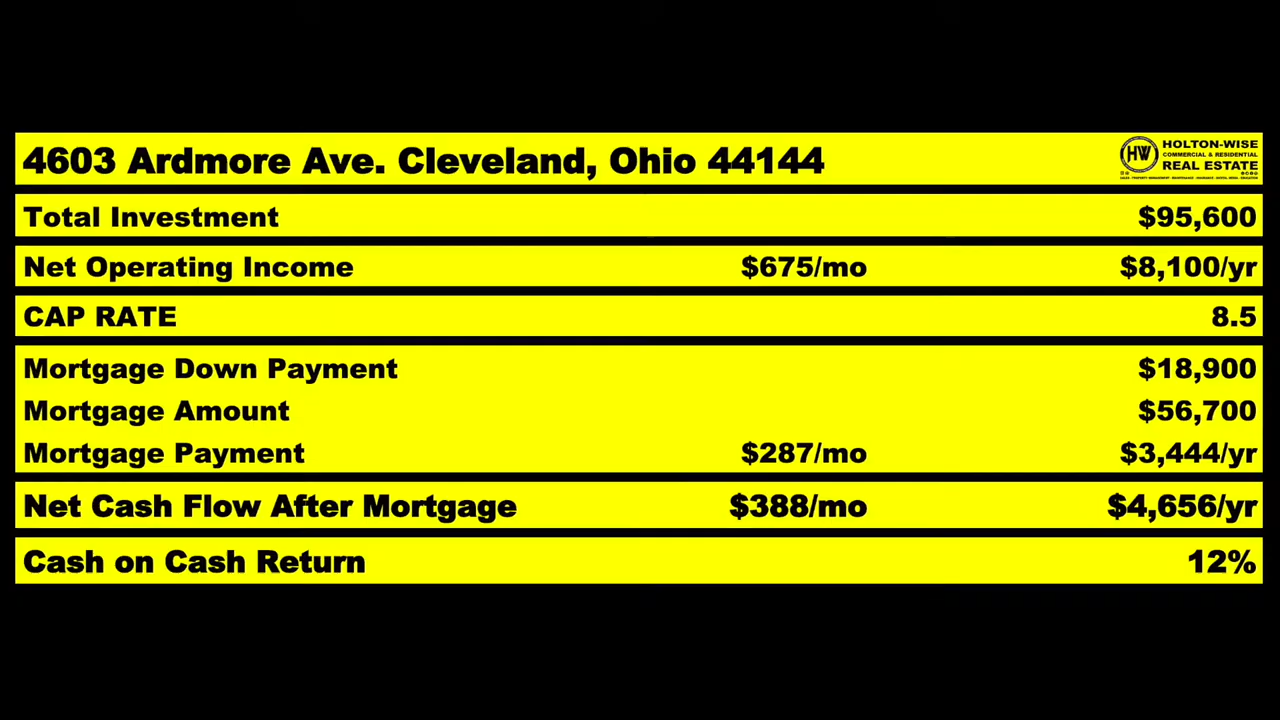 4603 Ardmore Ave. Cleveland, Ohio 44144
HW
HOLTON-WISE
COMMERCIAL & RESIDENTIAL
REAL ESTATE
Total Investment $95,600
Net Operating Income $675/mo $8,100/yr
CAP RATE 8.5
Mortgage Down Payment $18,900
Mortgage Amount $56,700
Mortgage Payment $287/mo $3,444/yr
Net Cash Flow After Mortgage $388/mo $4,656/yr
Cash on Cash Return 12%